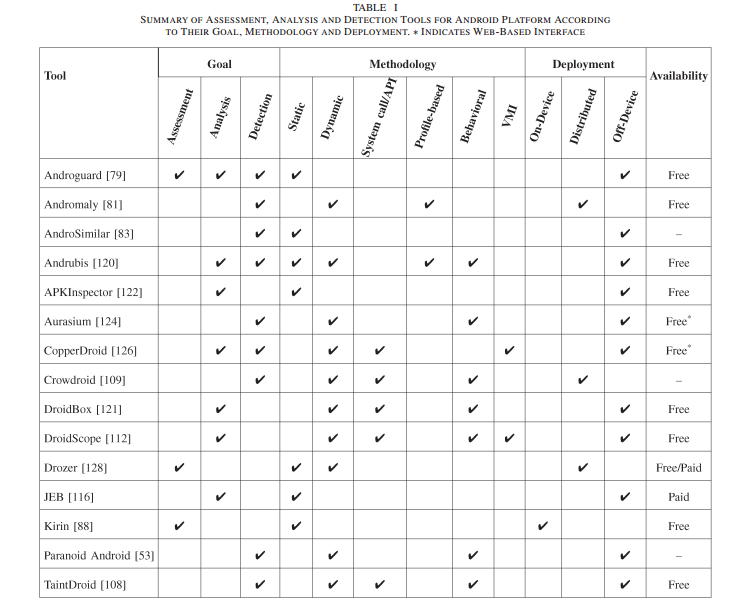 TABLE I
SUMMARY OF ASSESSMENT, ANALYSIS AND DETECTION TOOLS FOR ANDROID PLATFORM ACCORDING
TO THEIR GOAL, METHODOLOGY AND DEPLOYMENT. * INDICATES WEB-BASED INTERFACE
Tool Goal Methodology Deployment Availability
Assessment Analysis Detection Static Dynamic System call/API Profile-based Behavioral VMI On-Device Distributed Off-Device
Androguard [79] ✔ ✔ ✔ ✔ ✔ Free
Andromaly [81] ✔ ✔ ✔ ✔ Free
AndroSimilar [83] ✔ ✔ ✔ –
Andrubis [120] ✔ ✔ ✔ ✔ ✔ ✔ ✔ Free
APKInspector [122] ✔ ✔ ✔ Free
Aurasium [124] ✔ ✔ ✔ ✔ Free*
CopperDroid [126] ✔ ✔ ✔ ✔ ✔ ✔ Free*
Crowdroid [109] ✔ ✔ ✔ ✔ ✔ –
DroidBox [121] ✔ ✔ ✔ ✔ ✔ Free
DroidScope [112] ✔ ✔ ✔ ✔ ✔ ✔ Free
Drozer [128] ✔ ✔ ✔ ✔ Free/Paid
JEB [116] ✔ ✔ ✔ Paid
Kirin [88] ✔ ✔ ✔ Free
Paranoid Android [53] ✔ ✔ ✔ ✔ –
TaintDroid [108] ✔ ✔ ✔ ✔ ✔ Free